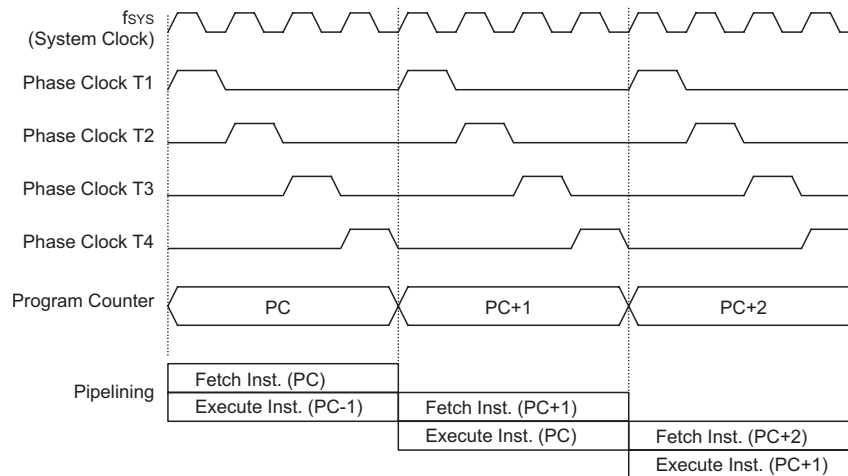 fSYS
(System Clock)
Phase Clock T1
Phase Clock T2
Phase Clock T3
Phase Clock T4
Program Counter
PC
PC+1
PC+2
Pipelining
Fetch Inst. (PC)
Execute Inst. (PC-1)
Fetch Inst. (PC+1)
Execute Inst. (PC)
Fetch Inst. (PC+2)
Execute Inst. (PC+1)